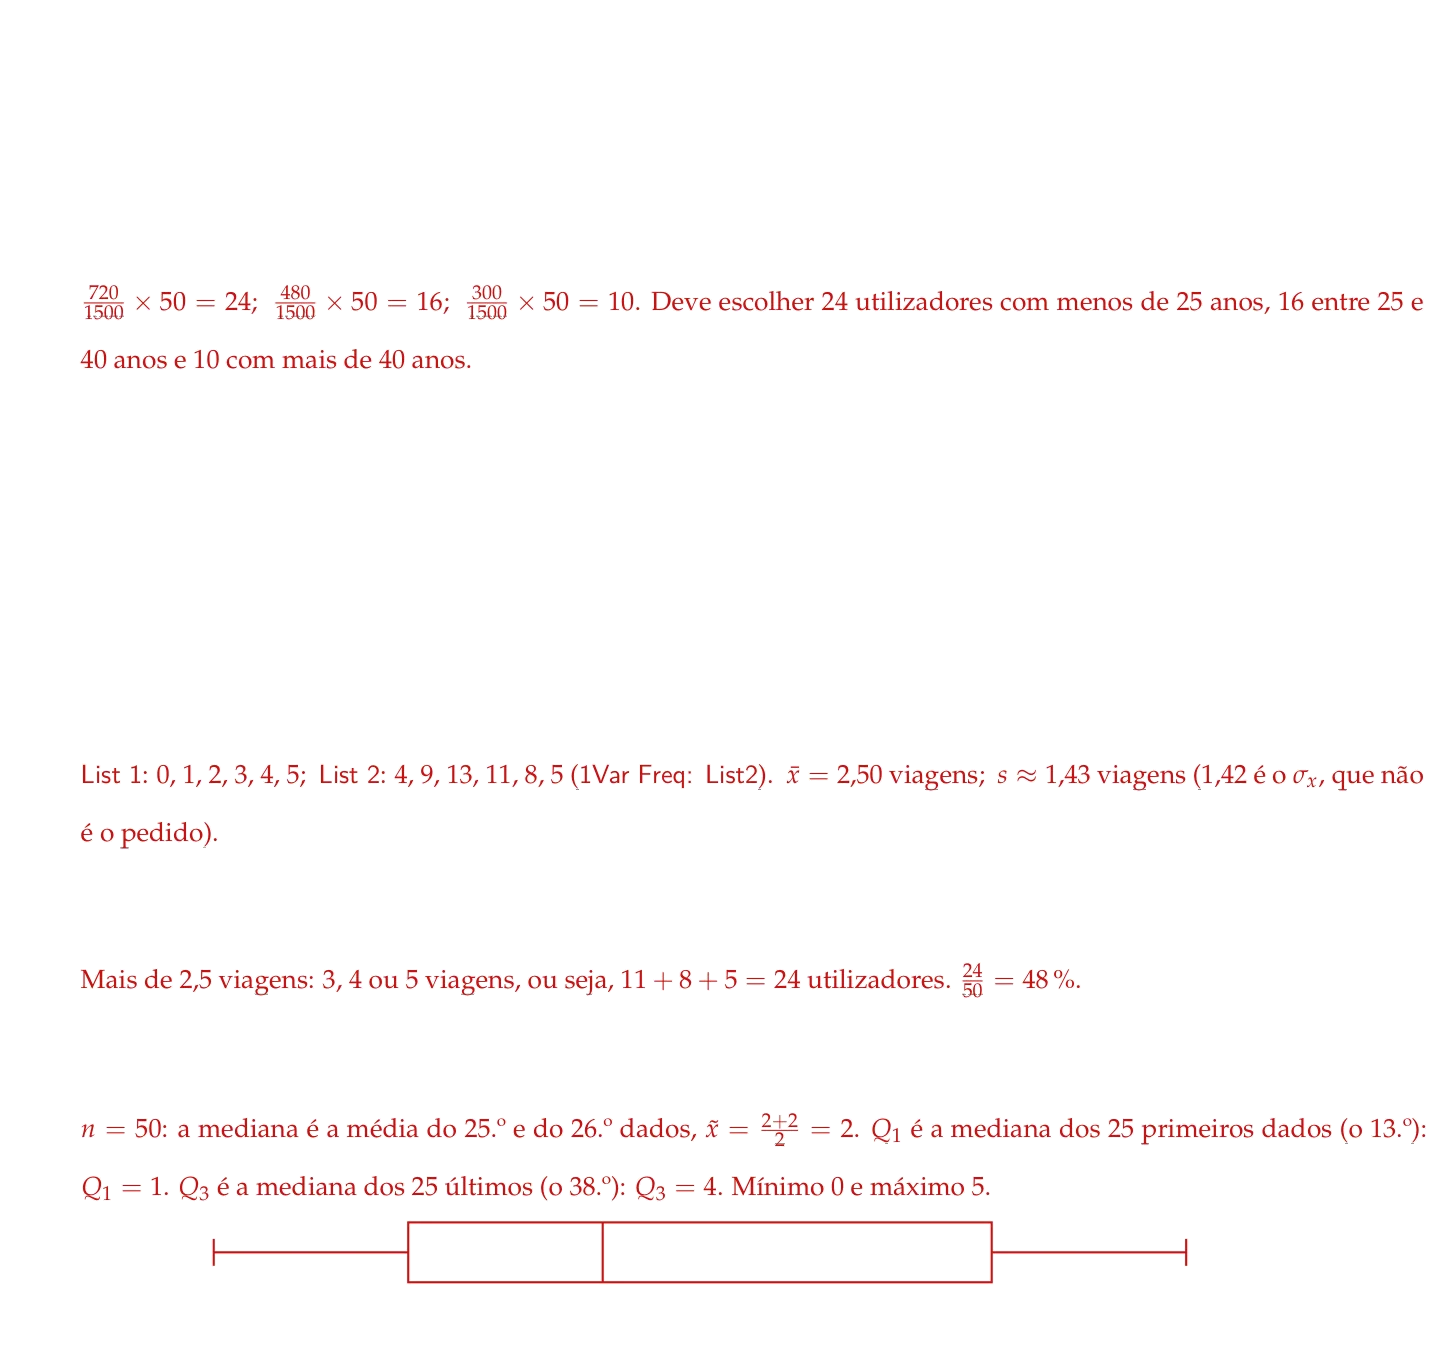 720/1500 × 50 = 24; 480/1500 × 50 = 16; 300/1500 × 50 = 10. Deve escolher 24 utilizadores com menos de 25 anos, 16 entre 25 e
40 anos e 10 com mais de 40 anos.
List 1: 0, 1, 2, 3, 4, 5; List 2: 4, 9, 13, 11, 8, 5 (1Var Freq: List2). x̄ = 2,50 viagens; s ≈ 1,43 viagens (1,42 é o σₓ, que não
é o pedido).
Mais de 2,5 viagens: 3, 4 ou 5 viagens, ou seja, 11 + 8 + 5 = 24 utilizadores. 24/50 = 48 %.
n = 50: a mediana é a média do 25.º e do 26.º dados, x̃ = 2+2/2 = 2. Q₁ é a mediana dos 25 primeiros dados (o 13.º):
Q₁ = 1. Q₃ é a mediana dos 25 últimos (o 38.º): Q₃ = 4. Mínimo 0 e máximo 5.